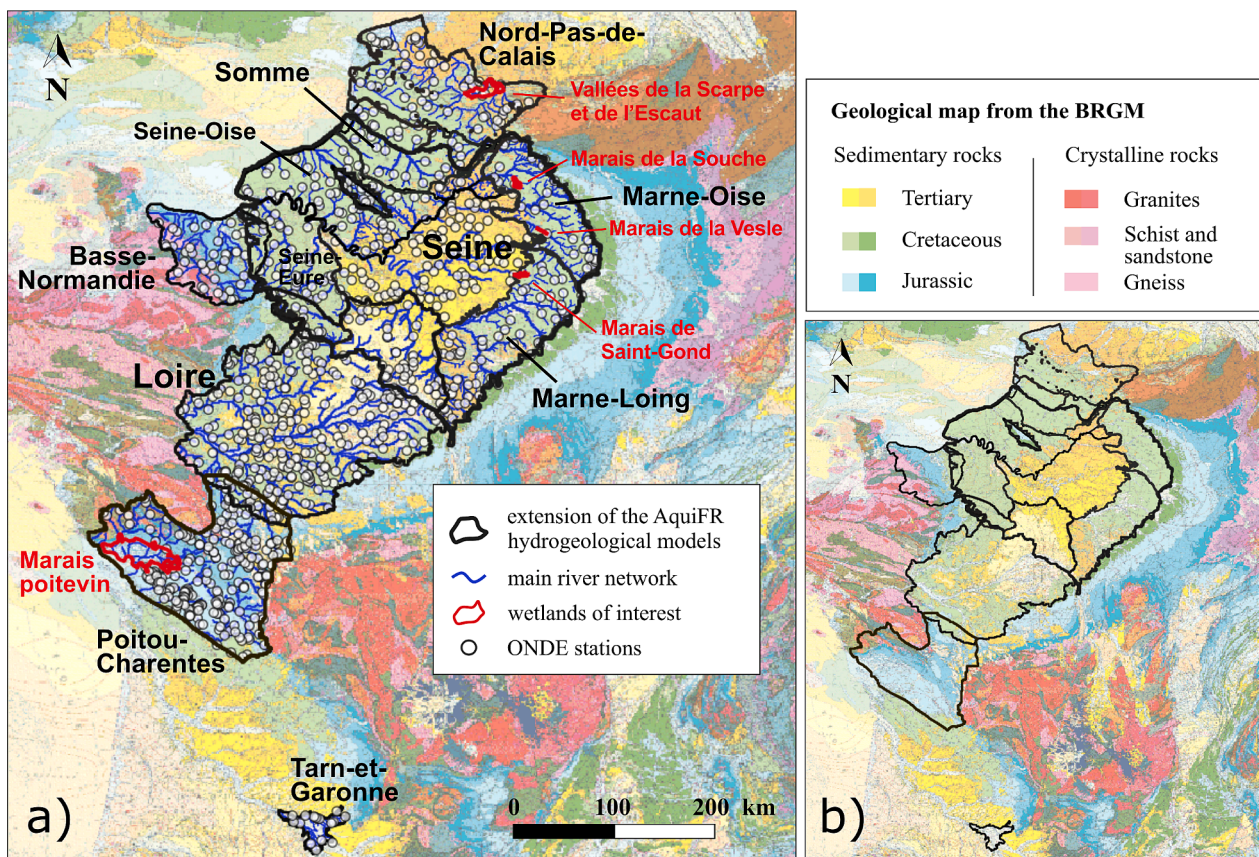 N
Nord-Pas-de-
Calais
Somme
Vallées de la Scarpe
et de l'Escaut
Seine-Oise
Marais de la Souche
Marne-Oise
Marais de la Vesle
Basse-
Normandie
Seine-
Eure
Seine
Marais de
Saint-Gond
Loire
Marne-Loing
Marais
poitevin
Poitou-
Charentes
extension of the AquiFR
hydrogeological models
main river network
wetlands of interest
ONDE stations
Tarn-et-
Garonne
0 100 200 km
a)
Geological map from the BRGM
Sedimentary rocks
Tertiary
Cretaceous
Jurassic
Crystalline rocks
Granites
Schist and
sandstone
Gneiss
N
b)